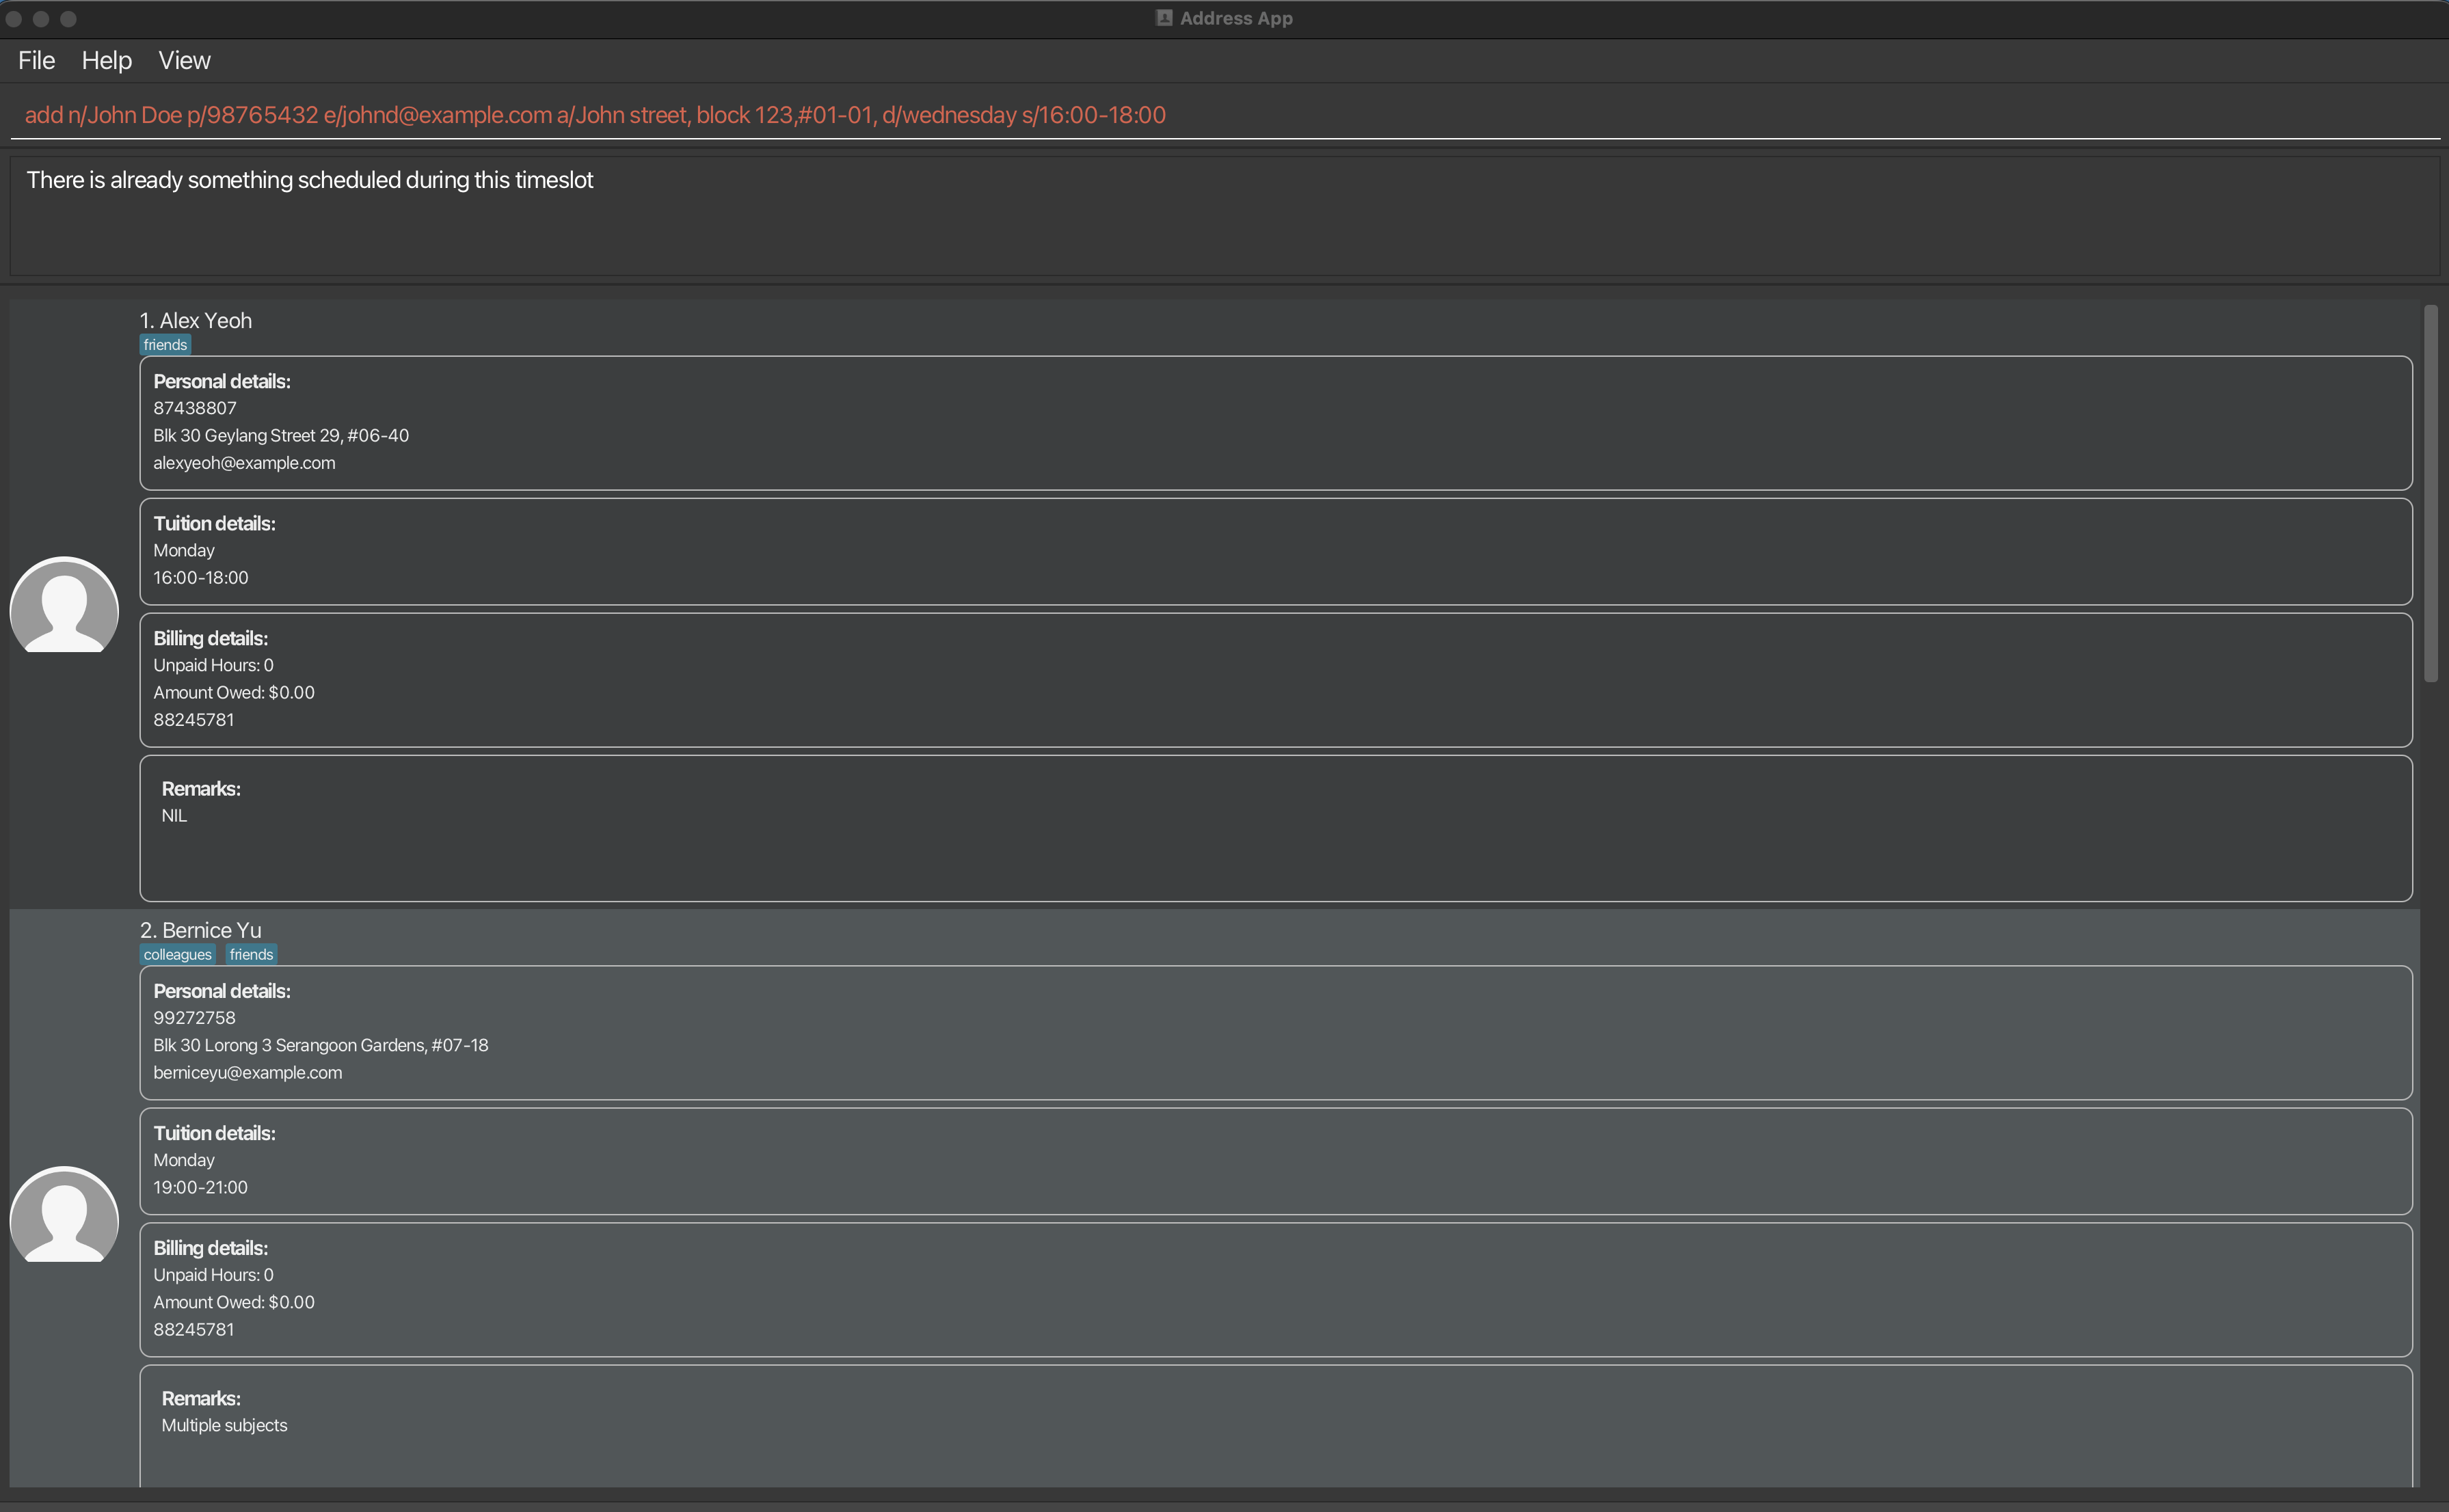 Address App
File Help View
add n/John Doe p/98765432 e/johnd@example.com a/John street, block 123,#01-01, d/wednesday s/16:00-18:00
There is already something scheduled during this timeslot
1. Alex Yeoh
friends
Personal details:
87438807
Blk 30 Geylang Street 29, #06-40
alexyeoh@example.com
Tuition details:
Monday
16:00-18:00
Billing details:
Unpaid Hours: 0
Amount Owed: $0.00
88245781
Remarks:
NIL
2. Bernice Yu
colleagues friends
Personal details:
99272758
Blk 30 Lorong 3 Serangoon Gardens, #07-18
berniceyu@example.com
Tuition details:
Monday
19:00-21:00
Billing details:
Unpaid Hours: 0
Amount Owed: $0.00
88245781
Remarks:
Multiple subjects